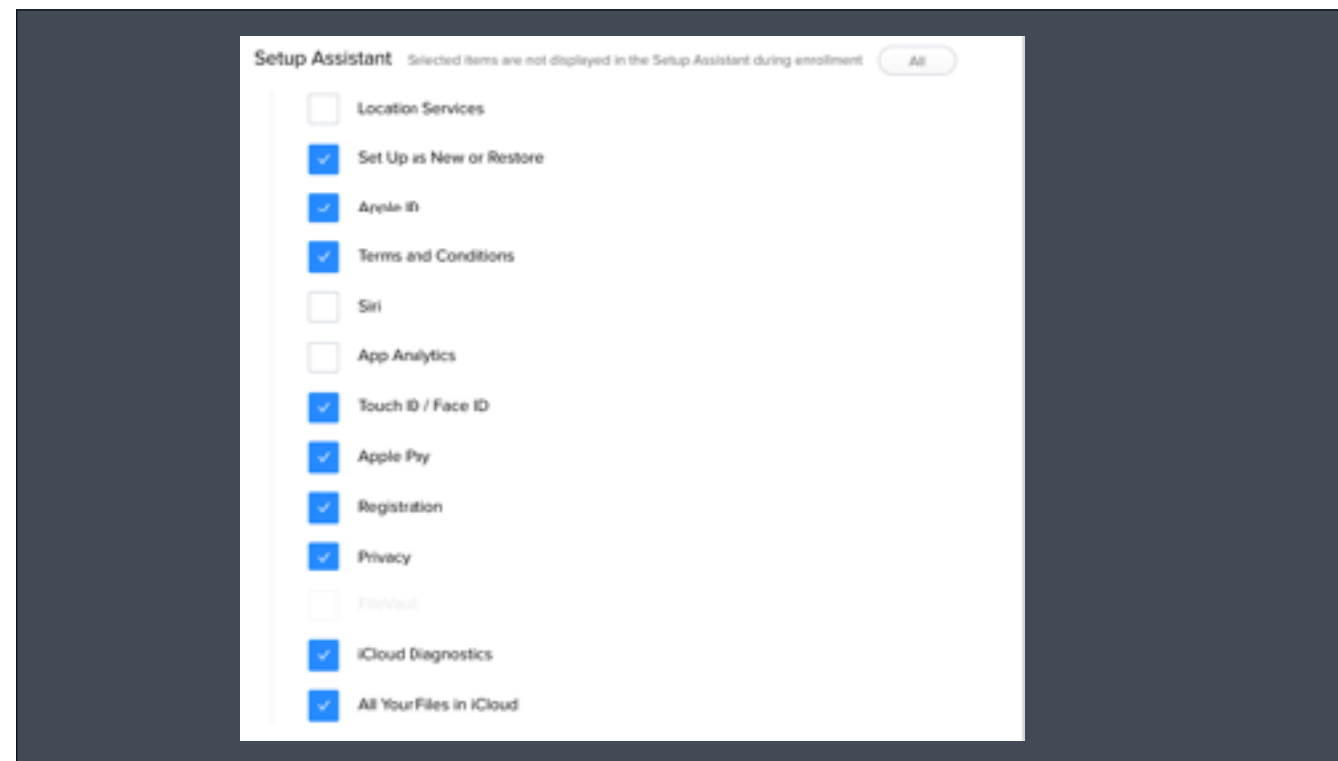 Setup Assistant Selected items are not displayed in the Setup Assistant during enrollment All
Location Services
Set Up as New or Restore
Apple ID
Terms and Conditions
Siri
App Analytics
Touch ID / Face ID
Apple Pay
Registration
Privacy
FileVault
iCloud Diagnostics
All Your Files in iCloud